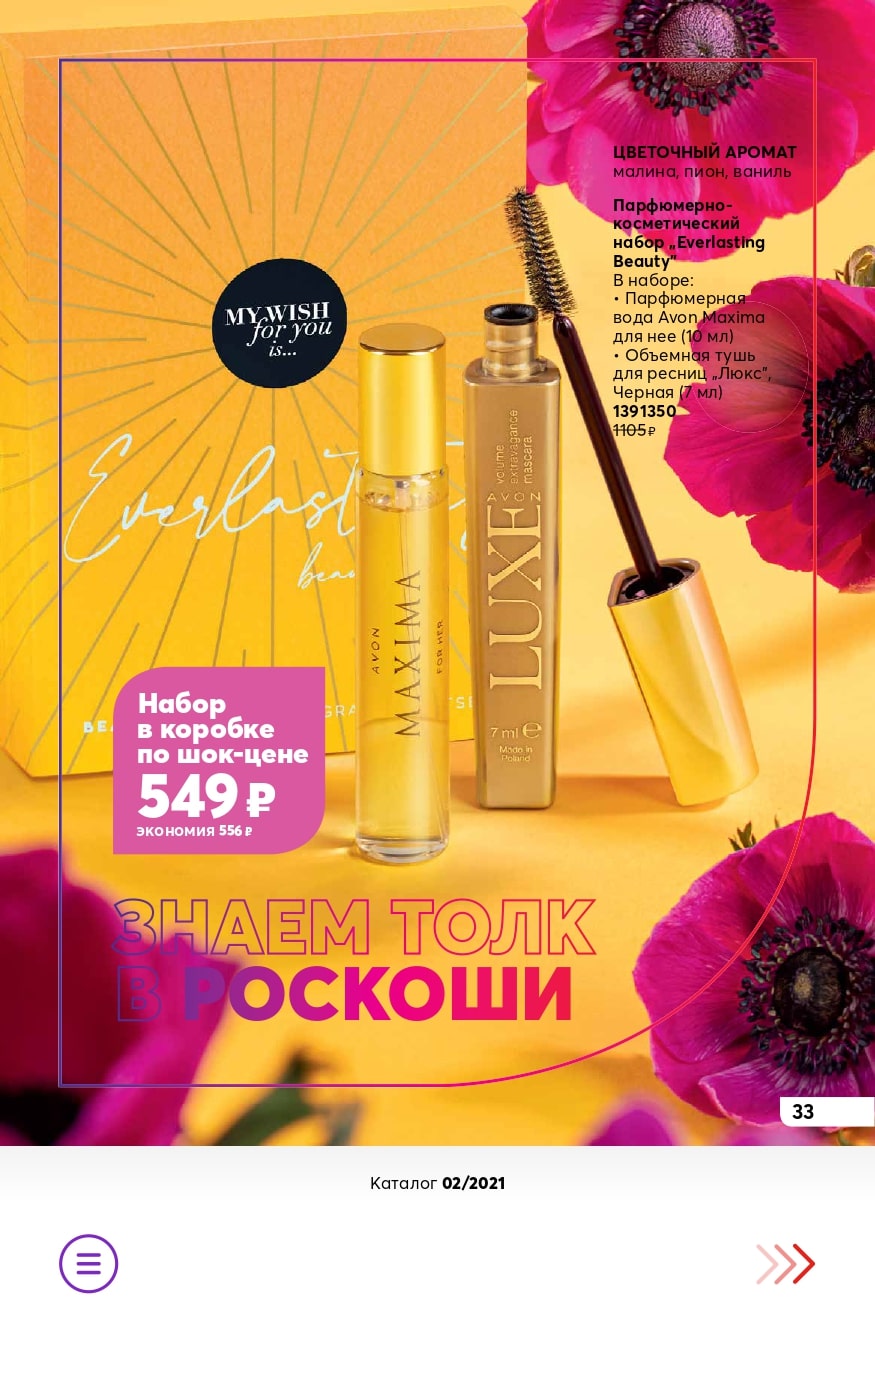 ЦВЕТОЧНЫЙ АРОМАТ
малина, пион, ваниль
Парфюмерно-
косметический
набор „Everlasting
Beauty"
В наборе:
• Парфюмерная
вода Avon Maxima
для нее (10 мл)
• Объемная тушь
для ресниц „Люкс",
Черная (7 мл)
1391350
1105 ₽
MY WISH
for you
is...
volume
extravagance
mascara
AVON
LUXE
7 ml e
Made in
Poland
AVON
MAXIMA
FOR HER
Набор
в коробке
по шок-цене
549 ₽
ЭКОНОМИЯ 556 ₽
ЗНАЕМ ТОЛК
В РОСКОШИ
33
Каталог 02/2021